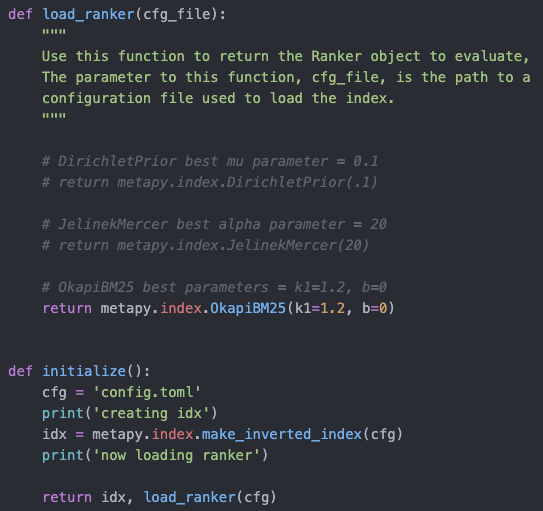 def load_ranker(cfg_file):
    """
    Use this function to return the Ranker object to evaluate,
    The parameter to this function, cfg_file, is the path to a
    configuration file used to load the index.
    """

    # DirichletPrior best mu parameter = 0.1
    # return metapy.index.DirichletPrior(.1)

    # JelinekMercer best alpha parameter = 20
    # return metapy.index.JelinekMercer(20)

    # OkapiBM25 best parameters = k1=1.2, b=0
    return metapy.index.OkapiBM25(k1=1.2, b=0)


def initialize():
    cfg = 'config.toml'
    print('creating idx')
    idx = metapy.index.make_inverted_index(cfg)
    print('now loading ranker')

    return idx, load_ranker(cfg)